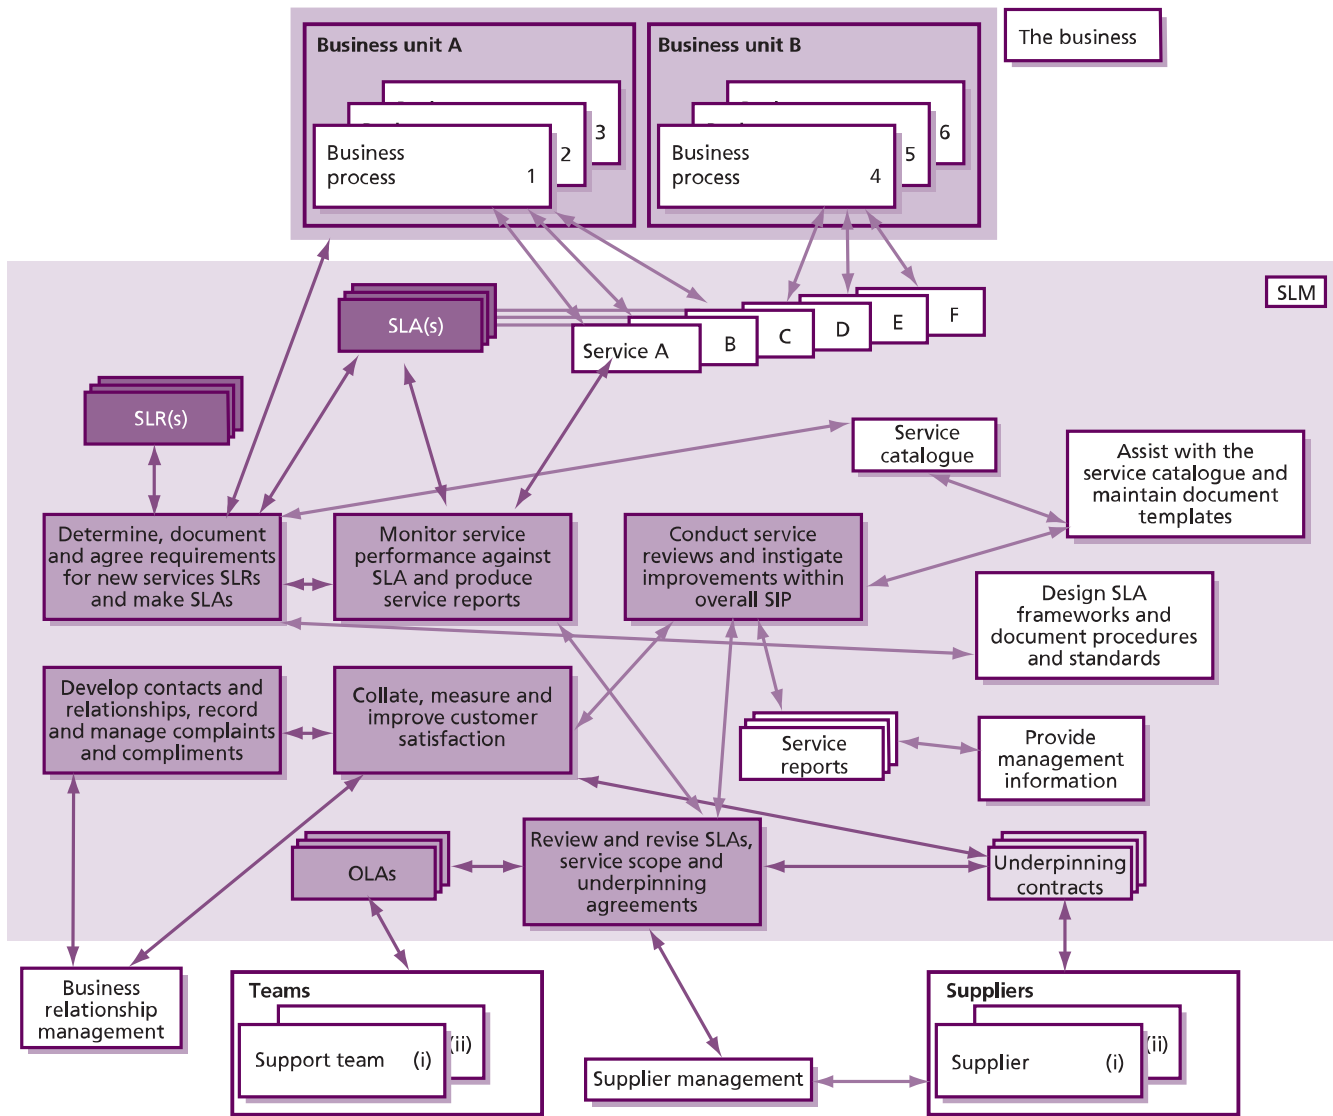 Business unit A
Business unit B
The business
3
2
Business
process
1
6
5
Business
process
4
SLM
SLA(s)
Service A
B
C
D
E
F
SLR(s)
Service
catalogue
Assist with the
service catalogue and
maintain document
templates
Determine, document
and agree requirements
for new services SLRs
and make SLAs
Monitor service
performance against
SLA and produce
service reports
Conduct service
reviews and instigate
improvements within
overall SIP
Design SLA
frameworks and
document procedures
and standards
Develop contacts and
relationships, record
and manage complaints
and compliments
Collate, measure and
improve customer
satisfaction
Service
reports
Provide
management
information
OLAs
Review and revise SLAs,
service scope and
underpinning
agreements
Underpinning
contracts
Business
relationship
management
Teams
(ii)
Support team (i)
Supplier management
Suppliers
(ii)
Supplier (i)